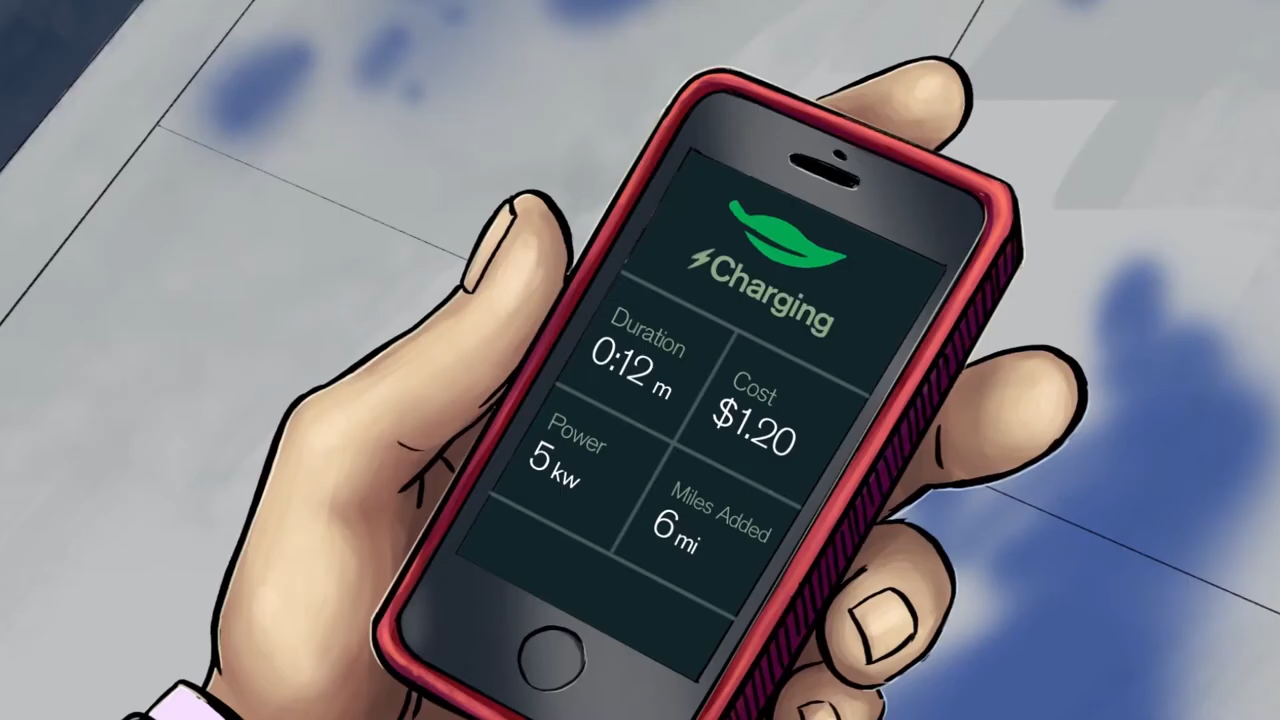 Charging
Duration
0:12 m
Cost
$1.20
Power
5 kw
Miles Added
6 mi